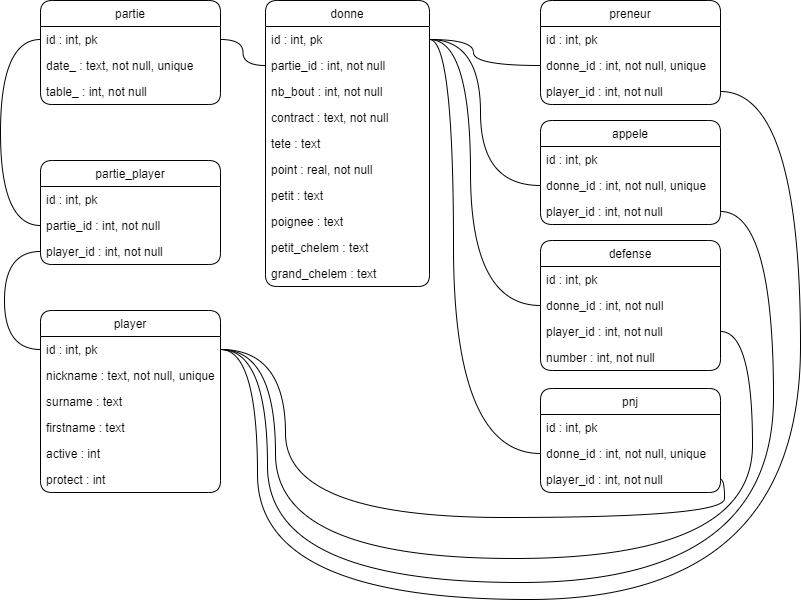 partie
id : int, pk
date_ : text, not null, unique
table_ : int, not null
partie_player
id : int, pk
partie_id : int, not null
player_id : int, not null
player
id : int, pk
nickname : text, not null, unique
surname : text
firstname : text
active : int
protect : int
donne
id : int, pk
partie_id : int, not null
nb_bout : int, not null
contract : text, not null
tete : text
point : real, not null
petit : text
poignee : text
petit_chelem : text
grand_chelem : text
preneur
id : int, pk
donne_id : int, not null, unique
player_id : int, not null
appele
id : int, pk
donne_id : int, not null, unique
player_id : int, not null
defense
id : int, pk
donne_id : int, not null
player_id : int, not null
number : int, not null
pnj
id : int, pk
donne_id : int, not null, unique
player_id : int, not null